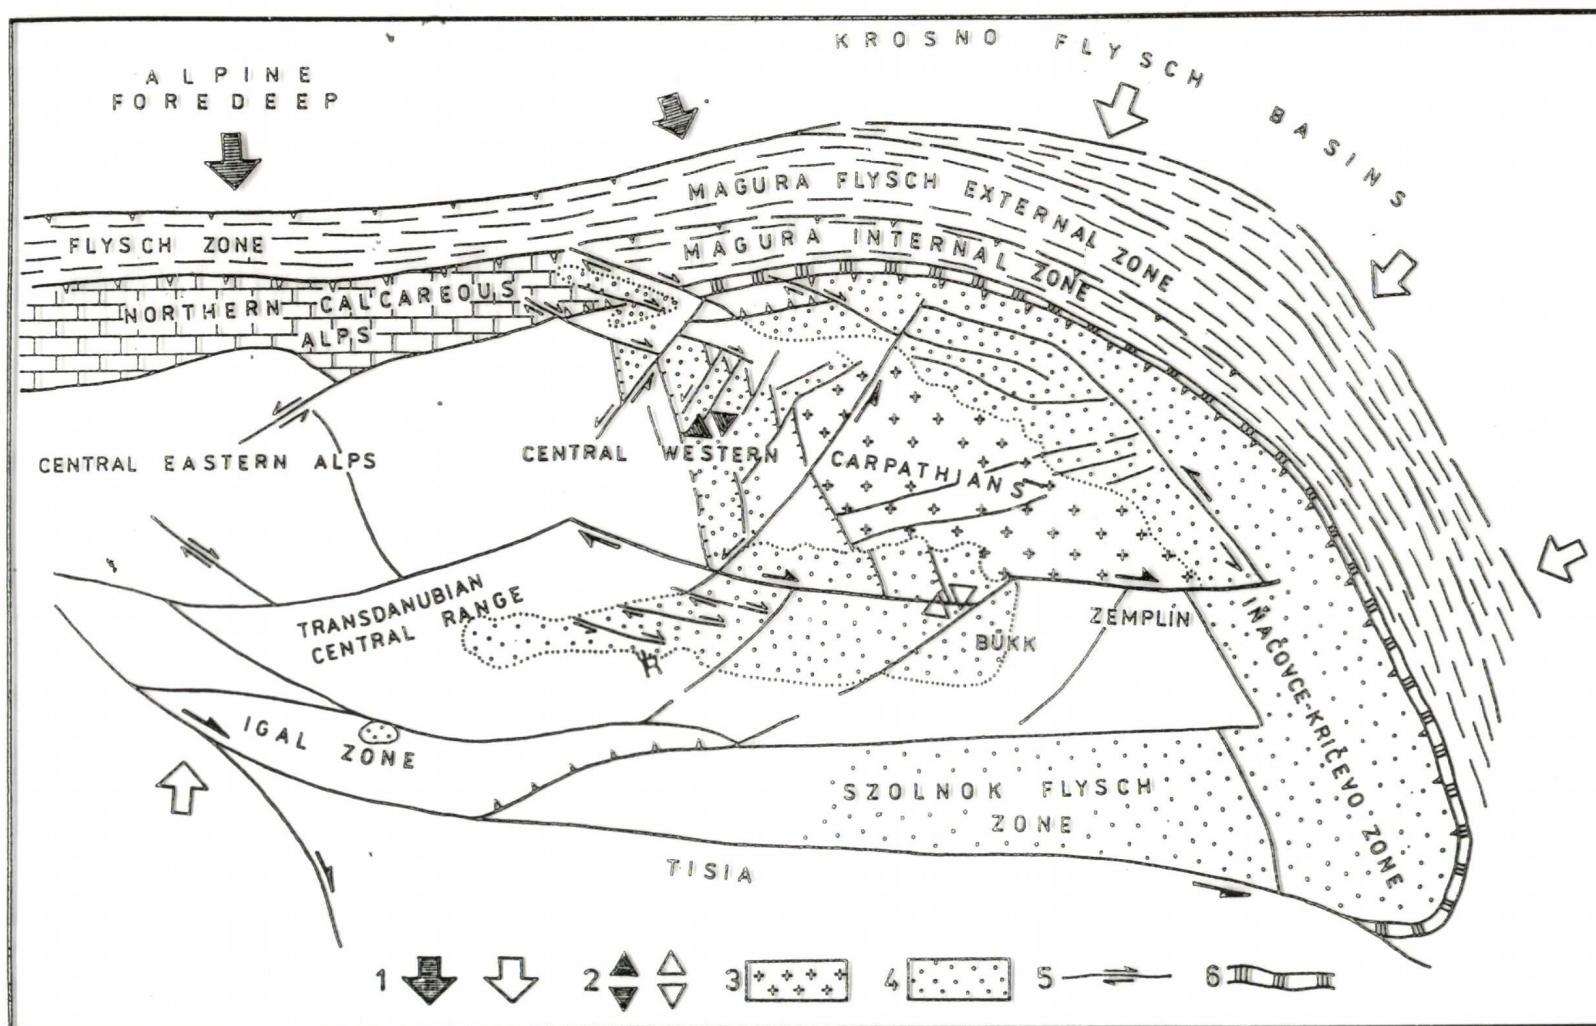 ALPINE
FOREDEEP
KROSNO FLYSCH BASINS
MAGURA FLYSCH EXTERNAL ZONE
MAGURA INTERNAL ZONE
FLYSCH ZONE
NORTHERN CALCAREOUS
ALPS
CENTRAL EASTERN ALPS
CENTRAL WESTERN
CARPATHIANS
TRANSDANUBIAN
CENTRAL RANGE
BÜKK
ZEMPLÍN
IŇAČOVCE-KRIČEVO ZONE
IGAL ZONE
SZOLNOK FLYSCH
ZONE
TISIA
1 2 3 4 5 6